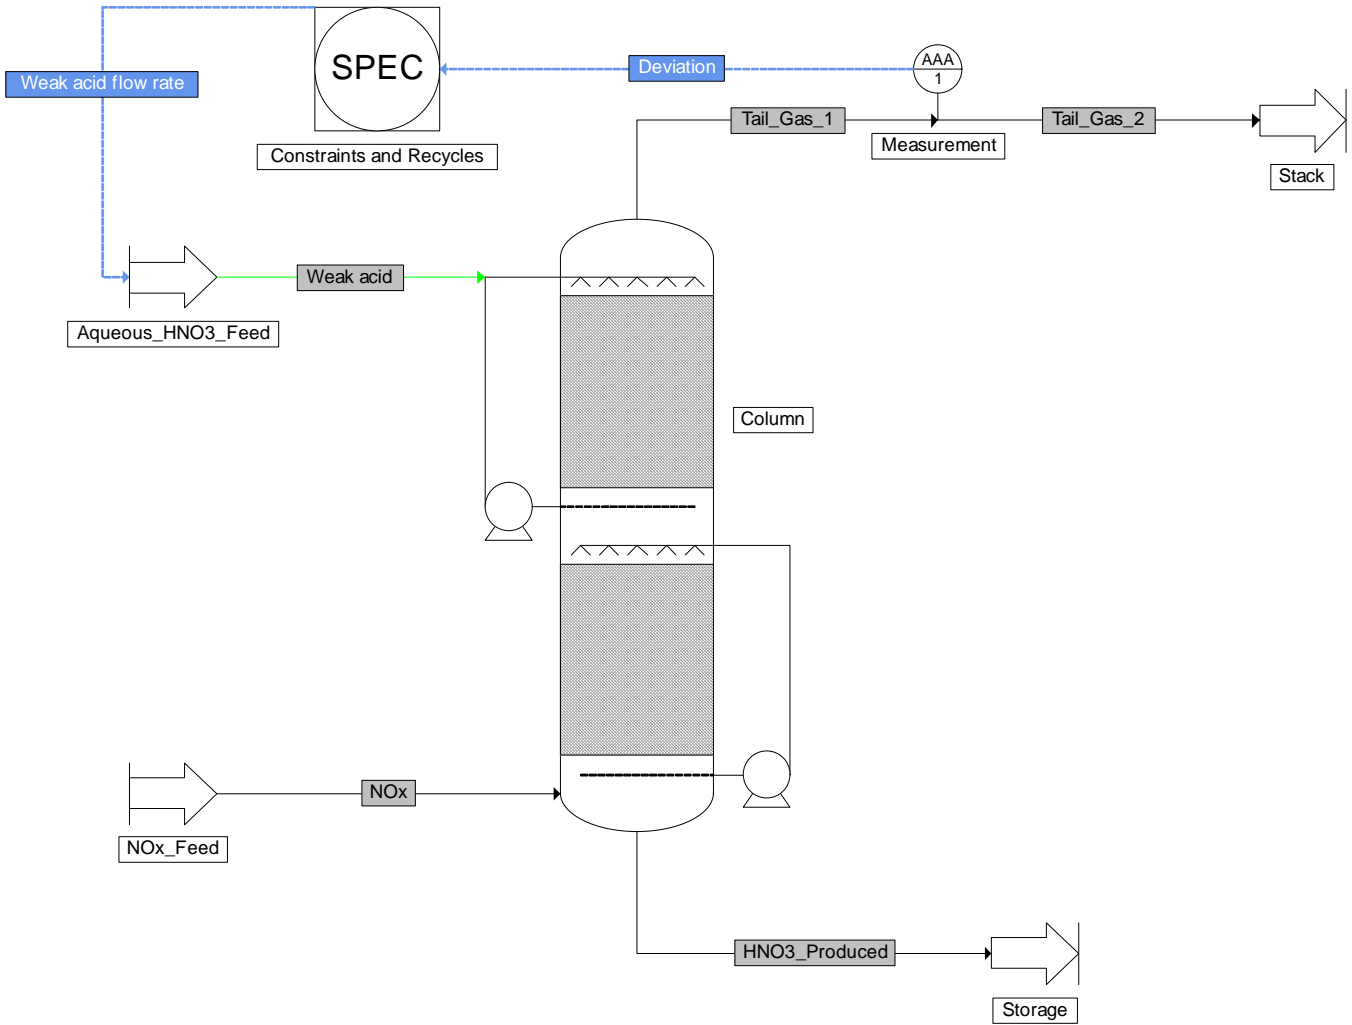 SPEC
Deviation
AAA
1
Weak acid flow rate
Tail_Gas_1
Tail_Gas_2
Measurement
Constraints and Recycles
Stack
Weak acid
Aqueous_HNO3_Feed
Column
NOx
NOx_Feed
HNO3_Produced
Storage